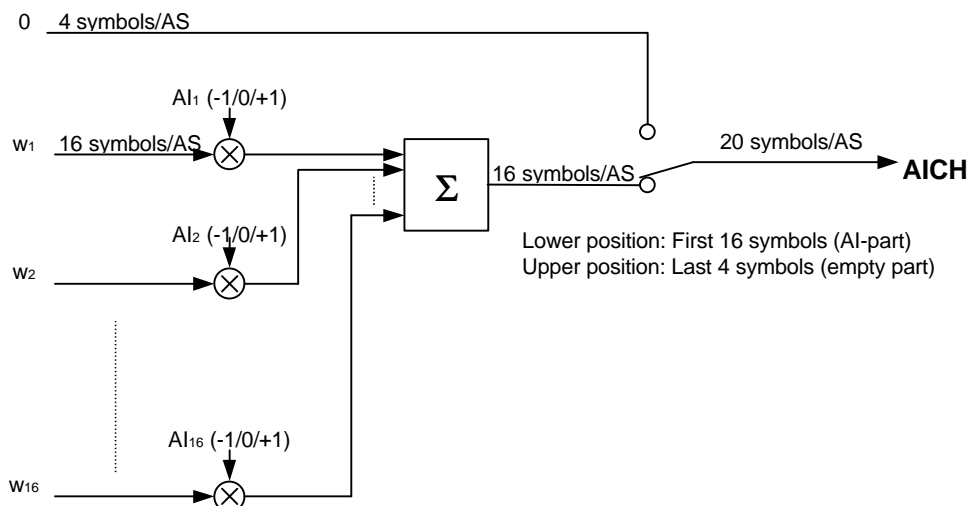 0 4 symbols/AS
AI1 (-1/0/+1)
w1 16 symbols/AS
Σ
16 symbols/AS
20 symbols/AS
AICH
AI2 (-1/0/+1)
w2
Lower position: First 16 symbols (AI-part)
Upper position: Last 4 symbols (empty part)
AI16 (-1/0/+1)
w16